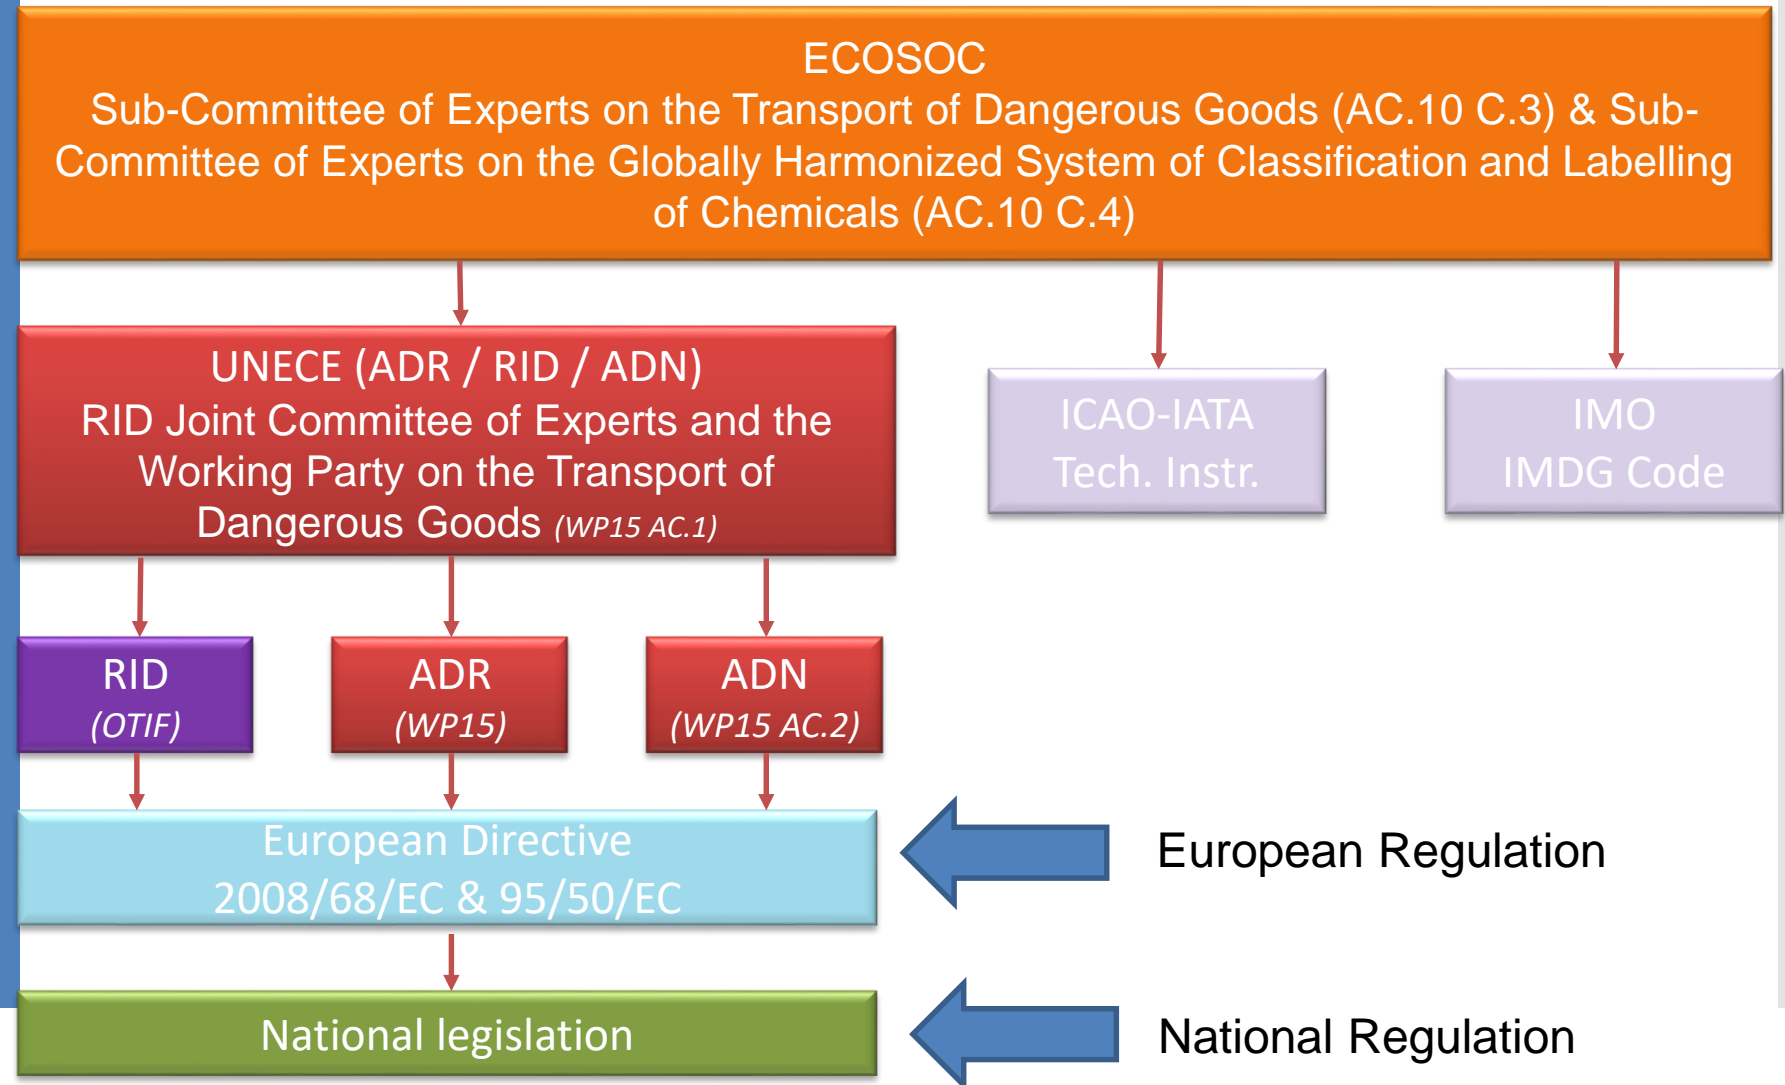 ECOSOC
Sub-Committee of Experts on the Transport of Dangerous Goods (AC.10 C.3) & Sub-
Committee of Experts on the Globally Harmonized System of Classification and Labelling
of Chemicals (AC.10 C.4)
UNECE (ADR / RID / ADN)
RID Joint Committee of Experts and the
Working Party on the Transport of
Dangerous Goods (WP15 AC.1)
ICAO-IATA
Tech. Instr.
IMO
IMDG Code
RID
(OTIF)
ADR
(WP15)
ADN
(WP15 AC.2)
European Directive
2008/68/EC & 95/50/EC
European Regulation
National legislation
National Regulation